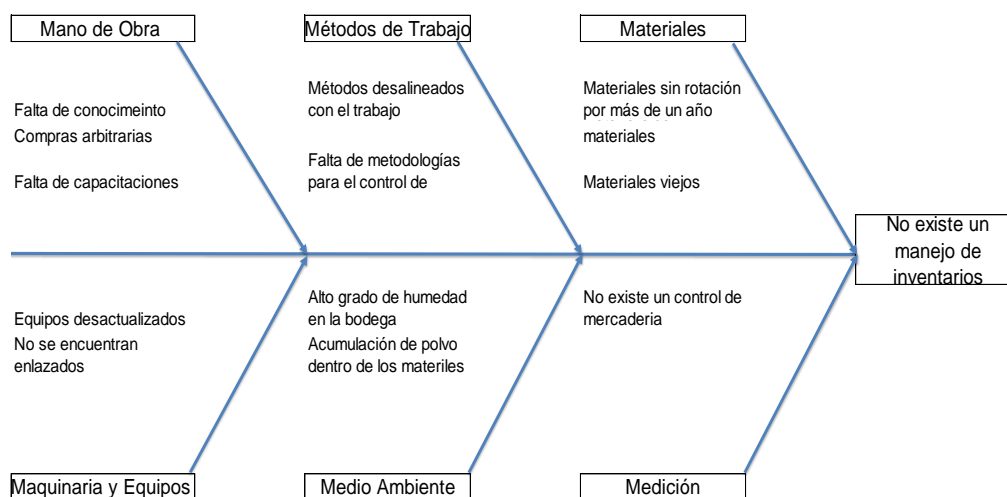 Mano de Obra
Métodos de Trabajo
Materiales
Falta de conocimeinto
Compras arbitrarias
Falta de capacitaciones
Métodos desalineados
con el trabajo
Falta de metodologías
para el control de
Materiales sin rotación
por más de un año
materiales
Materiales viejos
No existe un
manejo de
inventarios
Equipos desactualizados
No se encuentran
enlazados
Alto grado de humedad
en la bodega
Acumulación de polvo
dentro de los materiles
No existe un control de
mercaderia
Maquinaria y Equipos
Medio Ambiente
Medición